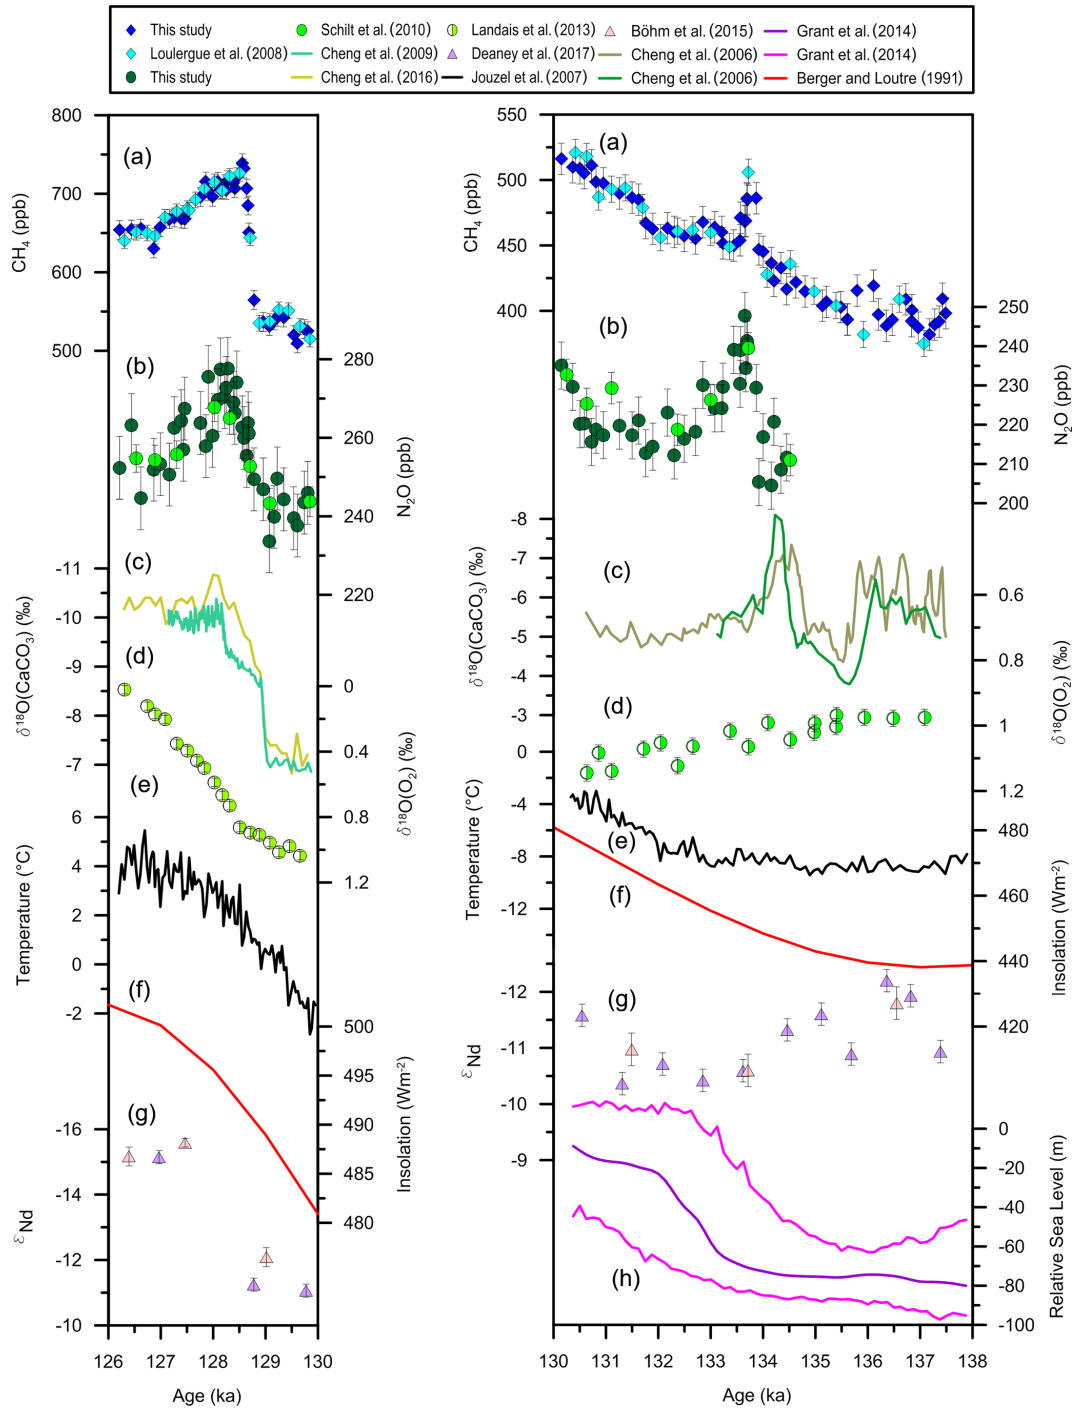 This study
Schilt et al. (2010)
Landais et al. (2013)
Böhm et al. (2015)
Grant et al. (2014)
Loulergue et al. (2008)
Cheng et al. (2009)
Deaney et al. (2017)
Cheng et al. (2006)
Grant et al. (2014)
This study
Cheng et al. (2016)
Jouzel et al. (2007)
Cheng et al. (2006)
Berger and Loutre (1991)
800
700
600
500
CH4 (ppb)
(a)
(b)
280
260
240
220
N2O (ppb)
-11
-10
-9
-8
-7
δ18O(CaCO3) (‰)
(c)
(d)
0
0.4
0.8
1.2
δ18O(O2) (‰)
(e)
6
4
2
0
-2
Temperature (°C)
(f)
500
495
490
485
480
Insolation (Wm-2)
(g)
-16
-14
-12
-10
εNd
126 127 128 129 130
Age (ka)
550
500
450
400
CH4 (ppb)
(a)
(b)
250
240
230
220
210
200
N2O (ppb)
-8
-7
-6
-5
-4
-3
δ18O(CaCO3) (‰)
(c)
0.6
0.8
1
1.2
δ18O(O2) (‰)
(d)
0
-4
-8
-12
Temperature (°C)
(e)
(f)
480
460
440
420
Insolation (Wm-2)
-12
-11
-10
-9
εNd
(g)
0
-20
-40
-60
-80
-100
Relative Sea Level (m)
(h)
130 131 132 133 134 135 136 137 138
Age (ka)